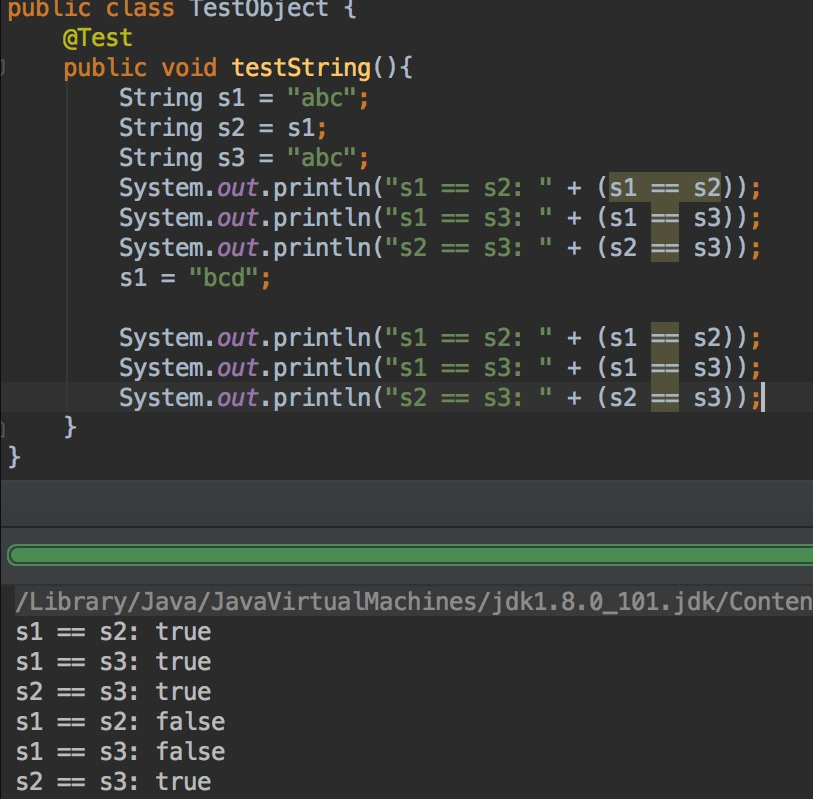 public class TestObject {
@Test
public void testString(){
String s1 = "abc";
String s2 = s1;
String s3 = "abc";
System.out.println("s1 == s2: " + (s1 == s2));
System.out.println("s1 == s3: " + (s1 == s3));
System.out.println("s2 == s3: " + (s2 == s3));
s1 = "bcd";
System.out.println("s1 == s2: " + (s1 == s2));
System.out.println("s1 == s3: " + (s1 == s3));
System.out.println("s2 == s3: " + (s2 == s3));
}
}
/Library/Java/JavaVirtualMachines/jdk1.8.0_101.jdk/Conten
s1 == s2: true
s1 == s3: true
s2 == s3: true
s1 == s2: false
s1 == s3: false
s2 == s3: true